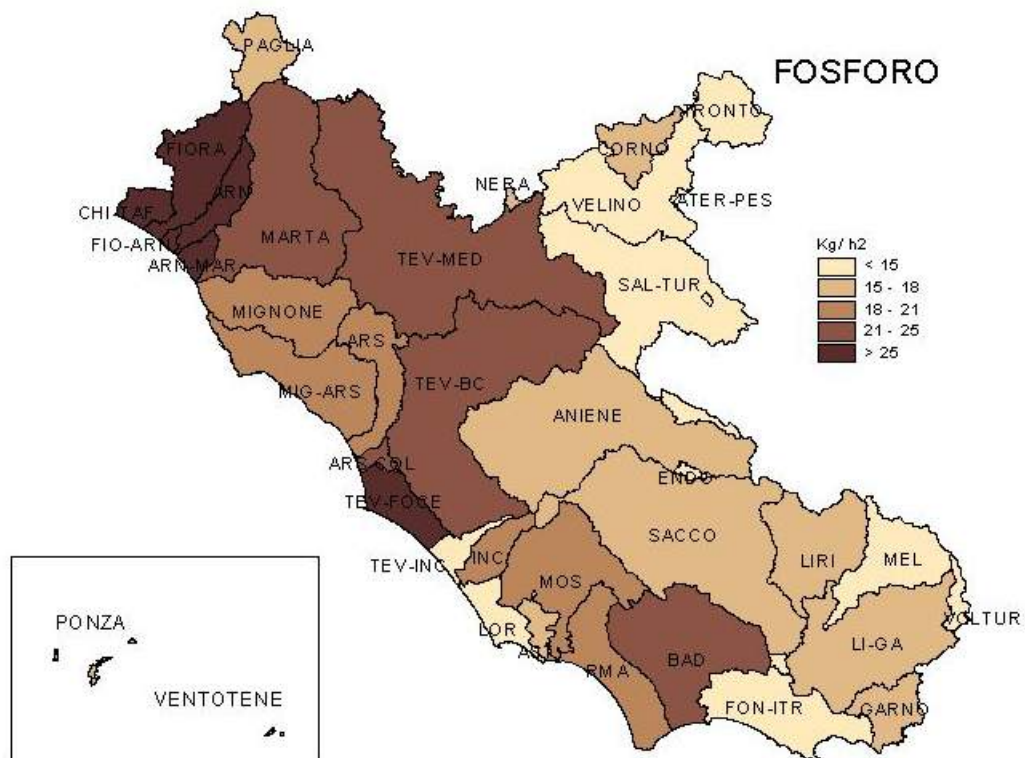 PAGLIA
FOSFORO
TRONTO
FIORA
CORNO
ARN
NERA
VELINO
ATER-PES
CHI-TAF
FIO-ARN
MARTA
ARN-MAR
TEV-MED
SAL-TUR
Kg/h2
< 15
15 - 18
18 - 21
21 - 25
> 25
MIGNONE
ARS
MIG-ARS
TEV-BC
ANIENE
ARS-COL
ENDO
TEV-FOCE
SACCO
TEV-INC
INC
LIRI
MEL
MOS
PONZA
LOR
VOLTUR
LI-GA
BAD
RMA
VENTOTENE
FON-ITR
GARNO